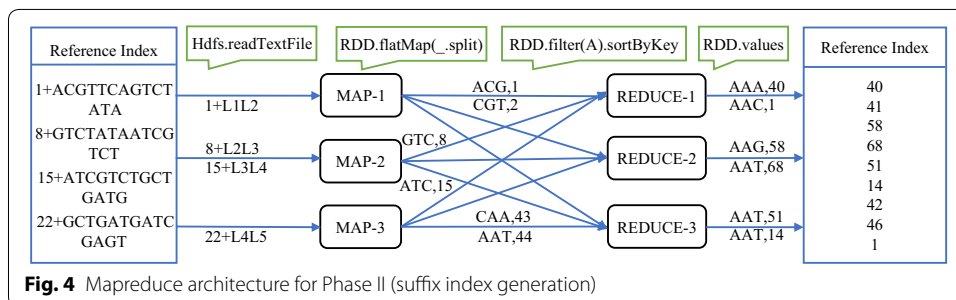 Reference Index
Hdfs.readTextFile
RDD.flatMap(_.split)
RDD.filter(A).sortByKey
RDD.values
Reference Index
1+ACGTTCAGTCT
ATA
8+GTCTATAATCG
TCT
15+ATCGTCTGCT
GATG
22+GCTGATGATC
GAGT
1+L1L2
8+L2L3
15+L3L4
22+L4L5
MAP-1
MAP-2
MAP-3
ACG,1
CGT,2
GTC,8
ATC,15
CAA,43
AAT,44
REDUCE-1
REDUCE-2
REDUCE-3
AAA,40
AAC,1
AAG,58
AAT,68
AAT,51
AAT,14
40
41
58
68
51
14
42
46
1
Fig. 4 Mapreduce architecture for Phase II (suffix index generation)